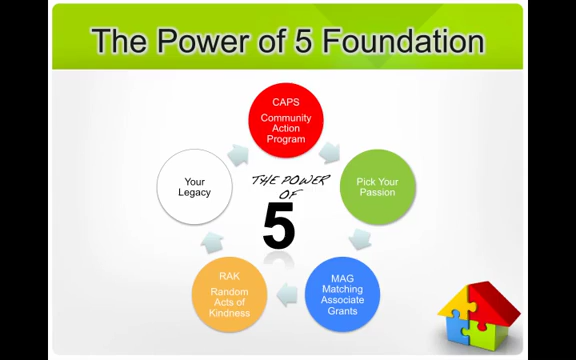 The Power of 5 Foundation
CAPS
Community
Action
Program
Pick Your
Passion
MAG
Matching
Associate
Grants
RAK
Random
Acts of
Kindness
Your
Legacy
THE POWER
OF
5